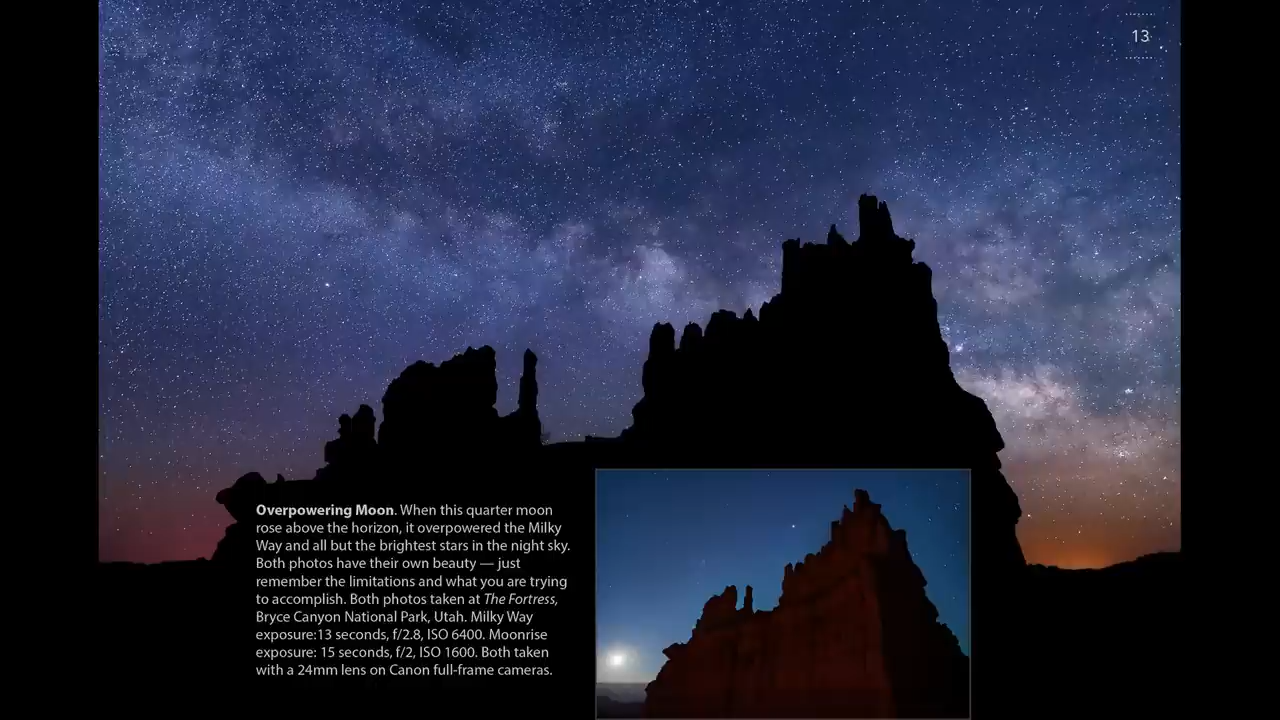 13
Overpowering Moon. When this quarter moon
rose above the horizon, it overpowered the Milky
Way and all but the brightest stars in the night sky.
Both photos have their own beauty — just
remember the limitations and what you are trying
to accomplish. Both photos taken at The Fortress,
Bryce Canyon National Park, Utah. Milky Way
exposure:13 seconds, f/2.8, ISO 6400. Moonrise
exposure: 15 seconds, f/2, ISO 1600. Both taken
with a 24mm lens on Canon full-frame cameras.